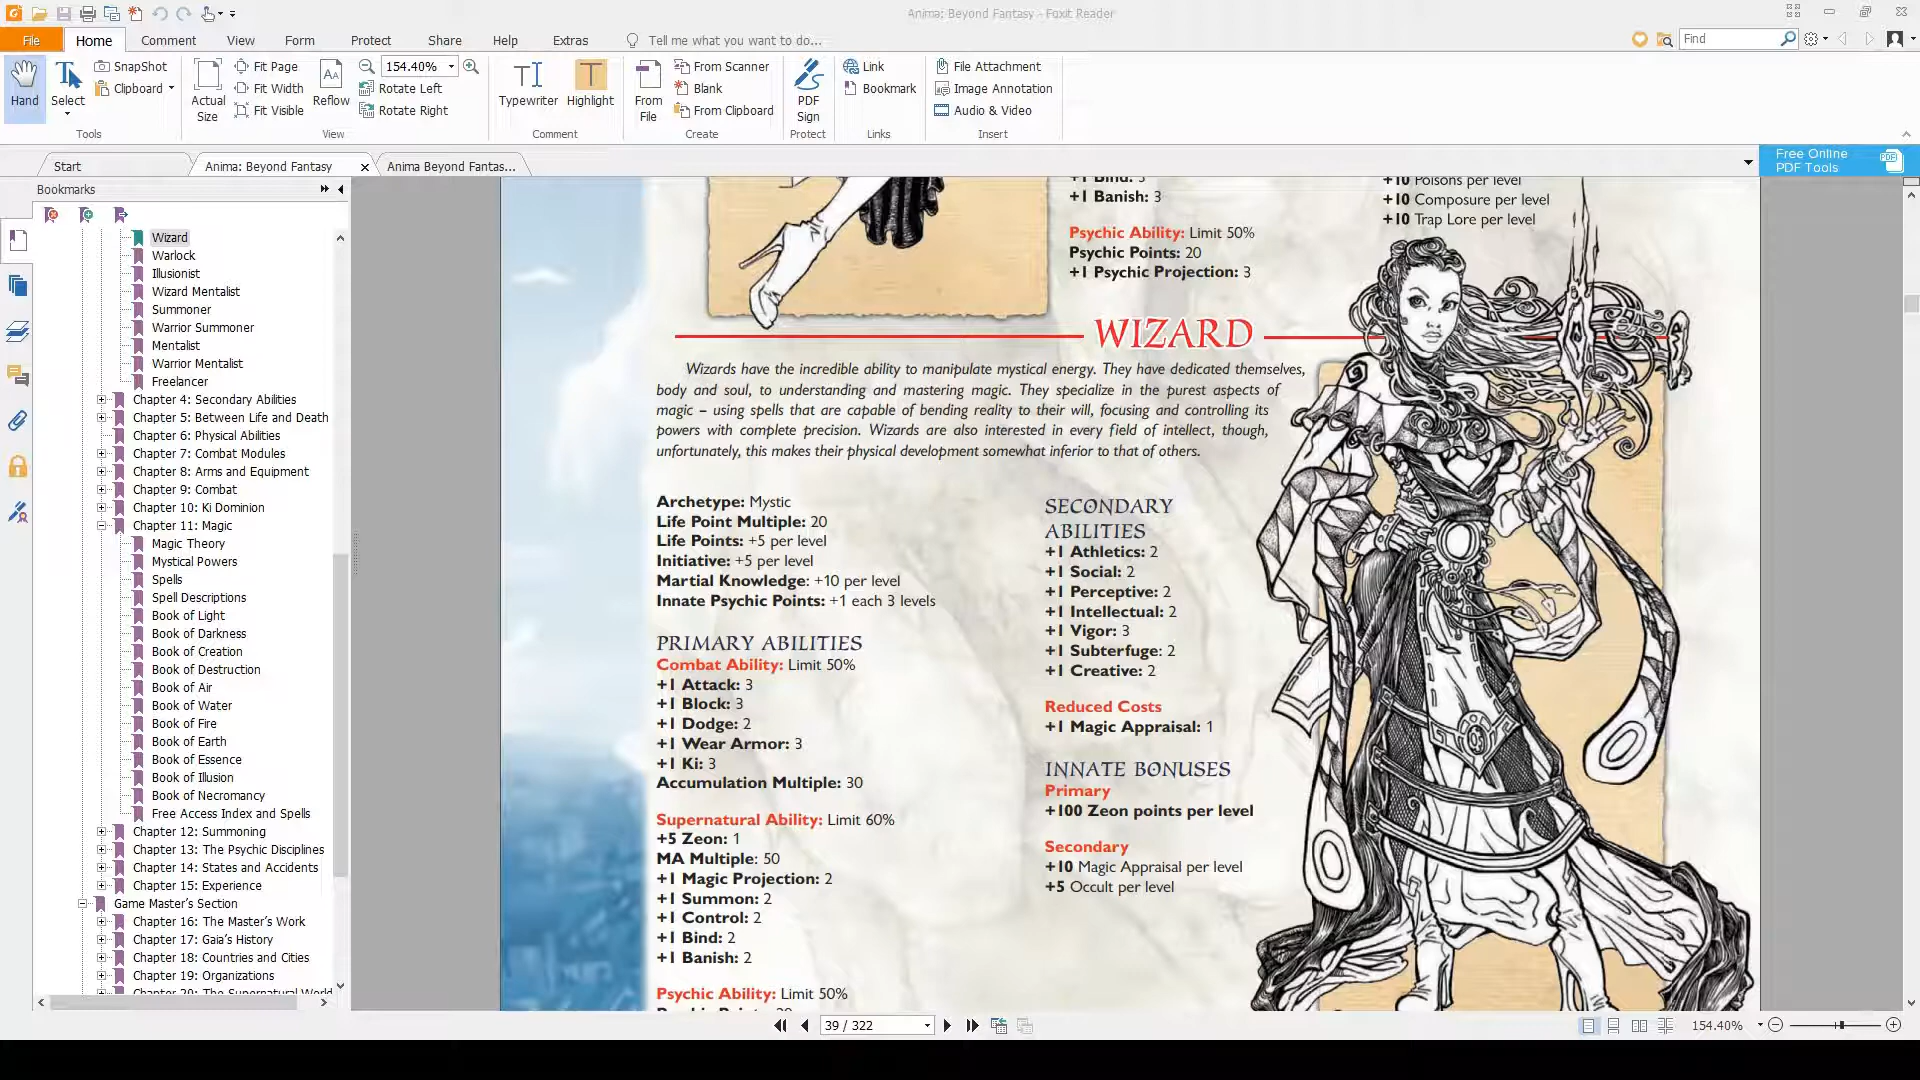 Anima: Beyond Fantasy - Foxit Reader
File
Home
Comment
View
Form
Protect
Share
Help
Extras
Tell me what you want to do...
Find
Hand
Select
SnapShot
Clipboard
Tools
Actual
Size
Fit Page
Fit Width
Fit Visible
Reflow
154.40%
Rotate Left
Rotate Right
View
Typewriter
Highlight
Comment
From
File
From Scanner
Blank
From Clipboard
Create
PDF
Sign
Protect
Link
Bookmark
Links
File Attachment
Image Annotation
Audio & Video
Insert
Start
Anima: Beyond Fantasy
Anima Beyond Fantas...
Free Online
PDF Tools
Bookmarks
Wizard
Warlock
Illusionist
Wizard Mentalist
Summoner
Warrior Summoner
Mentalist
Warrior Mentalist
Freelancer
Chapter 4: Secondary Abilities
Chapter 5: Between Life and Death
Chapter 6: Physical Abilities
Chapter 7: Combat Modules
Chapter 8: Arms and Equipment
Chapter 9: Combat
Chapter 10: Ki Dominion
Chapter 11: Magic
Magic Theory
Mystical Powers
Spells
Spell Descriptions
Book of Light
Book of Darkness
Book of Creation
Book of Destruction
Book of Air
Book of Water
Book of Fire
Book of Earth
Book of Essence
Book of Illusion
Book of Necromancy
Free Access Index and Spells
Chapter 12: Summoning
Chapter 13: The Psychic Disciplines
Chapter 14: States and Accidents
Chapter 15: Experience
Game Master's Section
Chapter 16: The Master's Work
Chapter 17: Gaia's History
Chapter 18: Countries and Cities
Chapter 19: Organizations
Chapter 20: The Supernatural World
+1 Bind: 3
+1 Banish: 3
Psychic Ability: Limit 50%
Psychic Points: 20
+1 Psychic Projection: 3
+10 Poisons per level
+10 Composure per level
+10 Trap Lore per level
WIZARD
Wizards have the incredible ability to manipulate mystical energy. They have dedicated themselves,
body and soul, to understanding and mastering magic. They specialize in the purest aspects of
magic – using spells that are capable of bending reality to their will, focusing and controlling its
powers with complete precision. Wizards are also interested in every field of intellect, though,
unfortunately, this makes their physical development somewhat inferior to that of others.
Archetype: Mystic
Life Point Multiple: 20
Life Points: +5 per level
Initiative: +5 per level
Martial Knowledge: +10 per level
Innate Psychic Points: +1 each 3 levels
PRIMARY ABILITIES
Combat Ability: Limit 50%
+1 Attack: 3
+1 Block: 3
+1 Dodge: 2
+1 Wear Armor: 3
+1 Ki: 3
Accumulation Multiple: 30
Supernatural Ability: Limit 60%
+5 Zeon: 1
MA Multiple: 50
+1 Magic Projection: 2
+1 Summon: 2
+1 Control: 2
+1 Bind: 2
+1 Banish: 2
Psychic Ability: Limit 50%
SECONDARY
ABILITIES
+1 Athletics: 2
+1 Social: 2
+1 Perceptive: 2
+1 Intellectual: 2
+1 Vigor: 3
+1 Subterfuge: 2
+1 Creative: 2
Reduced Costs
+1 Magic Appraisal: 1
INNATE BONUSES
Primary
+100 Zeon points per level
Secondary
+10 Magic Appraisal per level
+5 Occult per level
39 / 322
154.40%